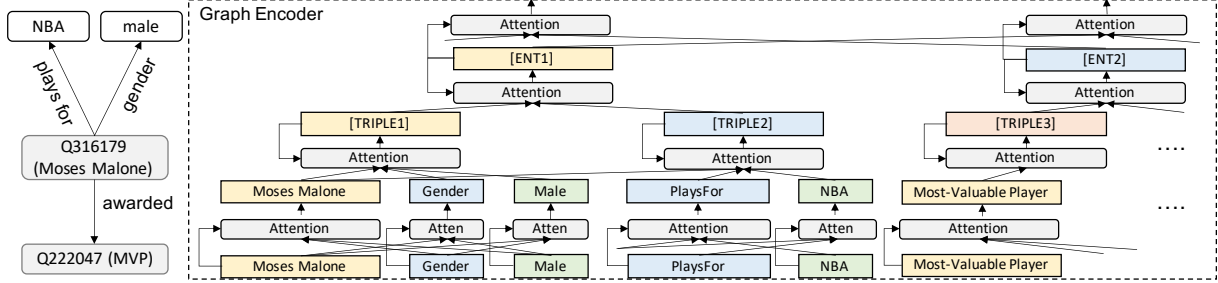 NBA
male
plays for
gender
Q316179
(Moses Malone)
awarded
Q222047 (MVP)
Graph Encoder
Attention
Attention
[ENT1]
[ENT2]
Attention
Attention
[TRIPLE1]
[TRIPLE2]
[TRIPLE3]
Attention
Attention
Attention
....
Moses Malone
Gender
Male
PlaysFor
NBA
Most-Valuable Player
....
Attention
Atten
Atten
Attention
Atten
Attention
Moses Malone
Gender
Male
PlaysFor
NBA
Most-Valuable Player